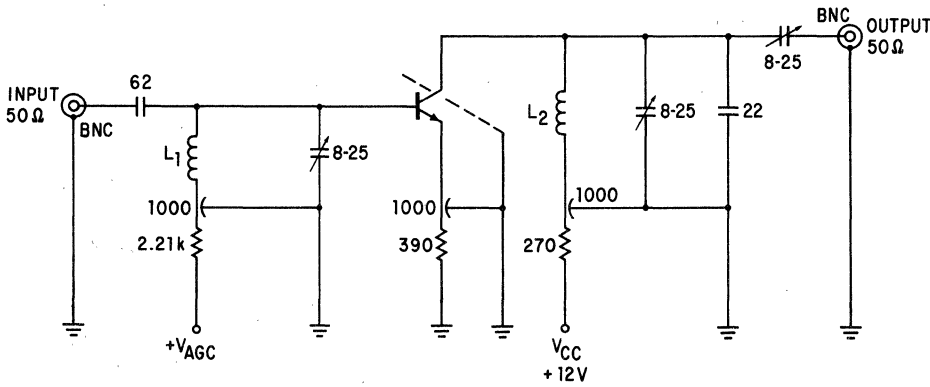 BNC
OUTPUT
50Ω
8-25
62
INPUT
50Ω
BNC
L1
8-25
L2
8-25
22
1000
1000
1000
2.21k
390
270
+VAGC
VCC
+12V